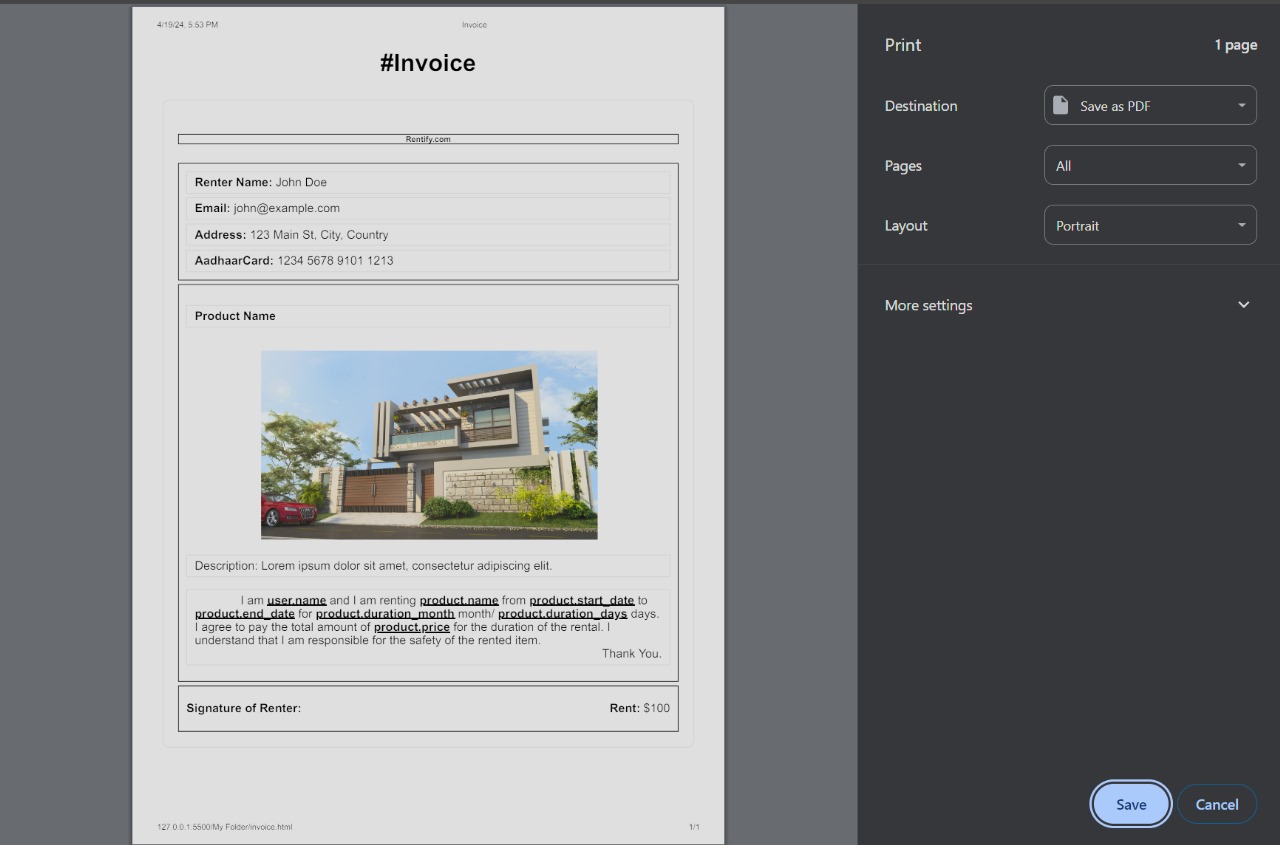 4/19/24, 5:53 PM
Invoice
#Invoice
Rentify.com
Renter Name: John Doe
Email: john@example.com
Address: 123 Main St, City, Country
AadhaarCard: 1234 5678 9101 1213
Product Name
Description: Lorem ipsum dolor sit amet, consectetur adipiscing elit.
I am user.name and I am renting product.name from product.start_date to
product.end_date for product.duration_month month/ product.duration_days days.
I agree to pay the total amount of product.price for the duration of the rental. I
understand that I am responsible for the safety of the rented item.
Thank You.
Signature of Renter:
Rent: $100
127.0.0.1:5500/My Folder/invoice.html
1/1
Print
1 page
Destination
Save as PDF
Pages
All
Layout
Portrait
More settings
Save
Cancel